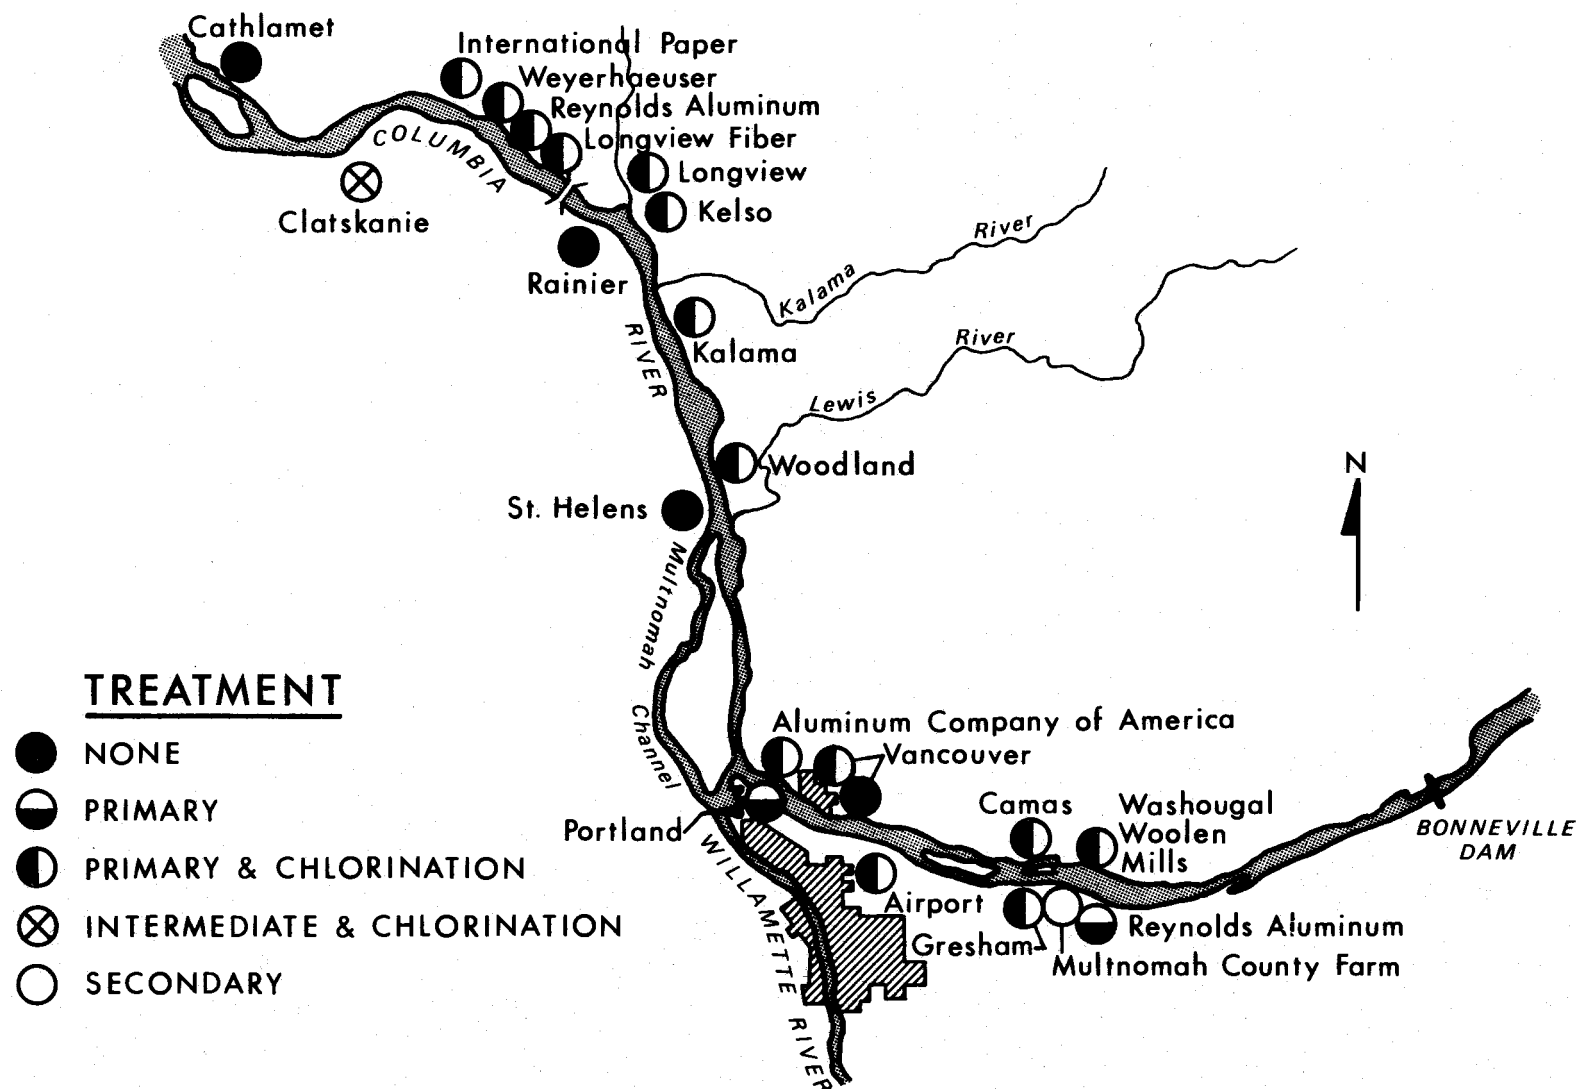 Cathlamet
International Paper
Weyerhaeuser
Reynolds Aluminum
Longview Fiber
COLUMBIA
Longview
Clatskanie
Kelso
River
Rainier
Kalama
RIVER
Kalama
River
Lewis
Woodland
N
St. Helens
Multnomah
Channel
TREATMENT
NONE
PRIMARY
PRIMARY & CHLORINATION
INTERMEDIATE & CHLORINATION
SECONDARY
Aluminum Company of America
Vancouver
Camas
Washougal
Woolen
Mills
BONNEVILLE
DAM
Portland
WILLAMETTE RIVER
Airport
Gresham
Reynolds Aluminum
Multnomah County Farm